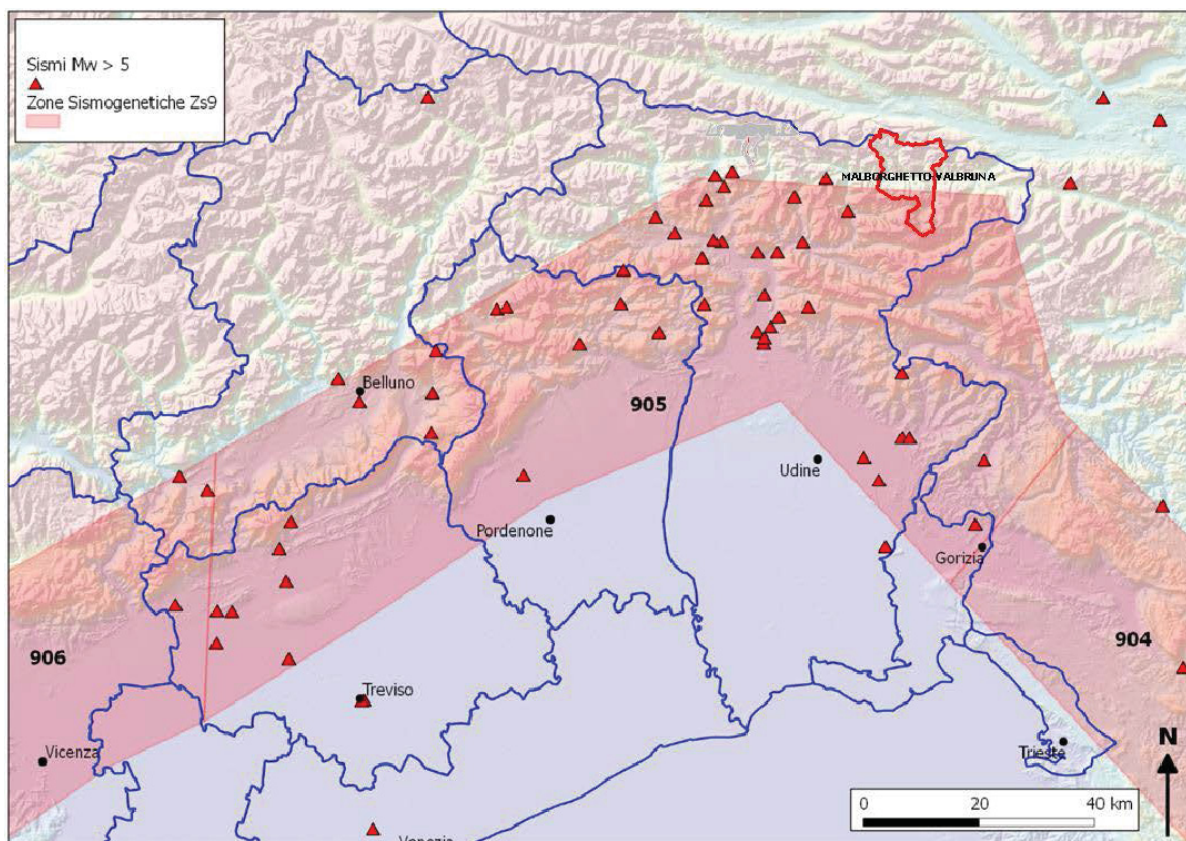 Sismi Mw > 5
Zone Sismogenetiche Zs9
MALBORGHETTO-VALBRUNA
Belluno
905
Udine
Pordenone
Gorizia
904
906
Treviso
Vicenza
Trieste
N
0 20 40 km
Venezia